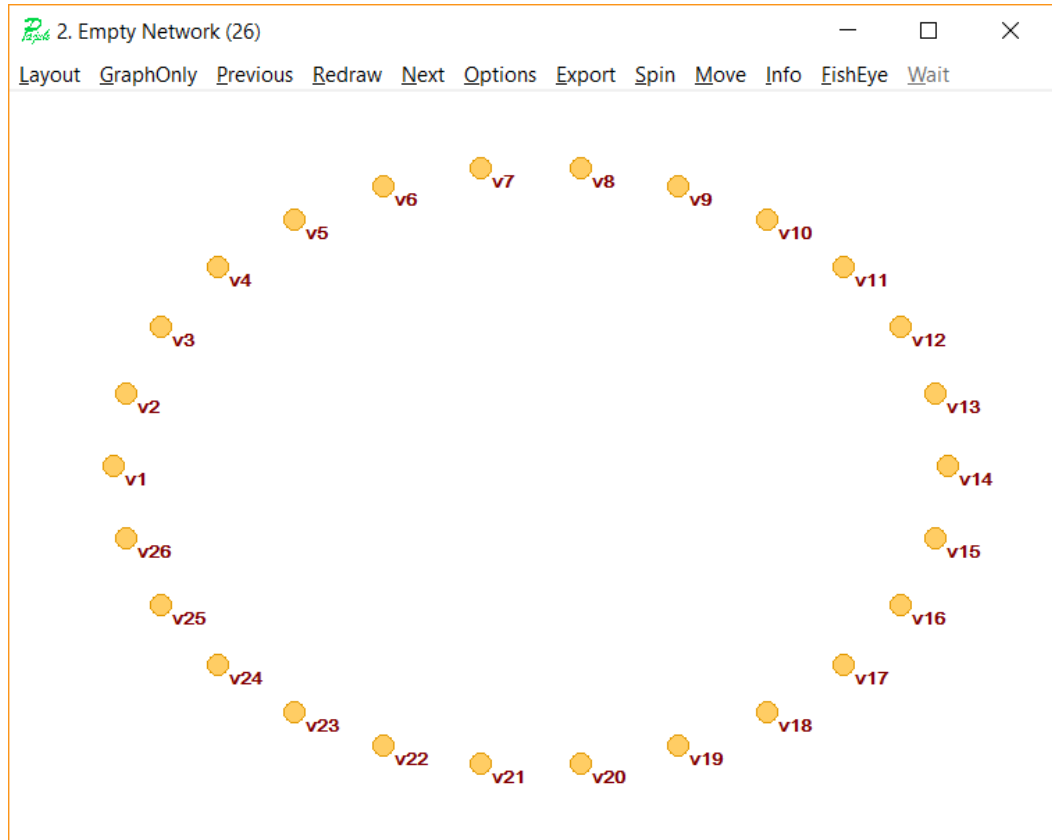 2. Empty Network (26)
Layout GraphOnly Previous Redraw Next Options Export Spin Move Info FishEye Wait
v7 v8
v6 v9
v5 v10
v4 v11
v3 v12
v2 v13
v1 v14
v26 v15
v25 v16
v24 v17
v23 v18
v22 v19
v21 v20